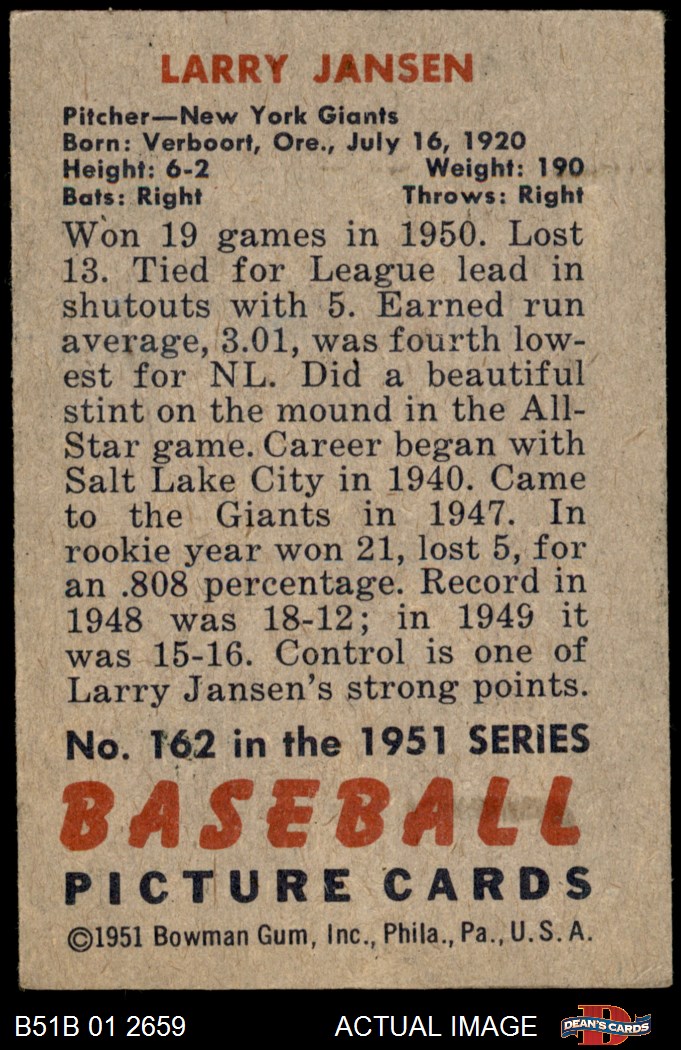 LARRY JANSEN
Pitcher—New York Giants
Born: Verboort, Ore., July 16, 1920
Height: 6-2 Weight: 190
Bats: Right Throws: Right
Won 19 games in 1950. Lost
13. Tied for League lead in
shutouts with 5. Earned run
average, 3.01, was fourth low-
est for NL. Did a beautiful
stint on the mound in the All-
Star game. Career began with
Salt Lake City in 1940. Came
to the Giants in 1947. In
rookie year won 21, lost 5, for
an .808 percentage. Record in
1948 was 18-12; in 1949 it
was 15-16. Control is one of
Larry Jansen's strong points.
No. 162 in the 1951 SERIES
BASEBALL
PICTURE CARDS
©1951 Bowman Gum, Inc., Phila., Pa., U. S. A.
B51B 01 2659 ACTUAL IMAGE D DEAN'S CARDS